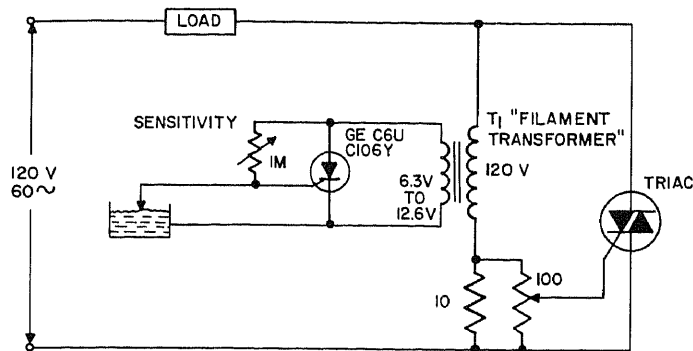 LOAD
SENSITIVITY
GE C6U
C106Y
T1 "FILAMENT
TRANSFORMER"
1M
120 V
60~
6.3V
TO
12.6V
120 V
TRIAC
10
100